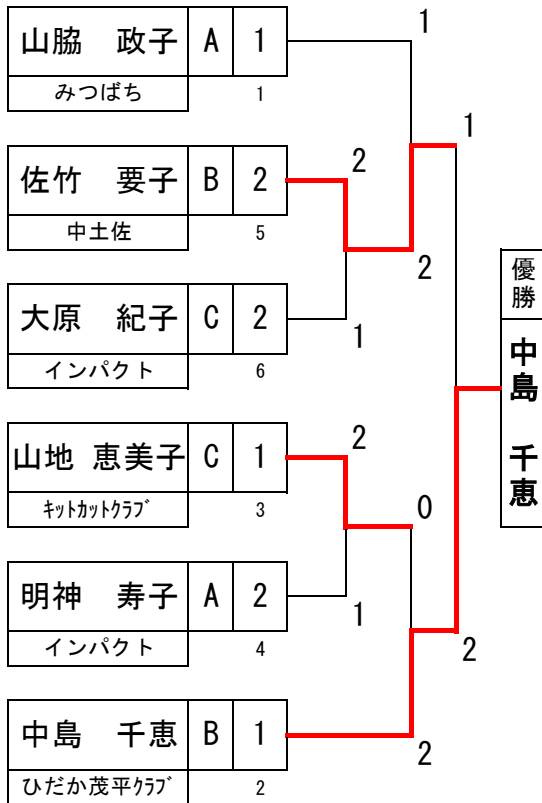 山脇　政子 A 1
みつばち 1
佐竹　要子 B 2
中土佐 5
大原　紀子 C 2
インパクト 6
山地 恵美子 C 1
ｷｯﾄｶｯﾄｸﾗﾌﾞ 3
明神　寿子 A 2
インパクト 4
中島　千恵 B 1
ひだか茂平ｸﾗﾌﾞ 2
1
2
2
1
1
2
0
1
2
2
優勝
中島　千恵